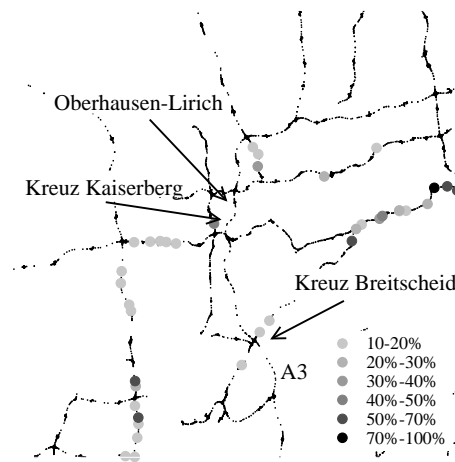 Oberhausen-Lirich
Kreuz Kaiserberg
Kreuz Breitscheid
A3
10-20%
20%-30%
30%-40%
40%-50%
50%-70%
70%-100%